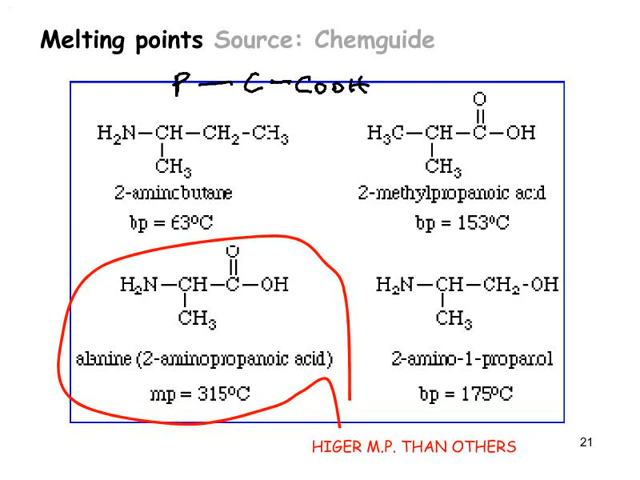 Melting points Source: Chemguide
P — C — COOH
H₂N—CH—CH₂-CH₃
CH₃
2-aminobutane
bp = 63ºC
O
H₃C—CH—C—OH
CH₃
2-methylpropanoic acid
bp = 153ºC
O
H₂N—CH—C—OH
CH₃
alanine (2-aminopropanoic acid)
mp = 315ºC
H₂N—CH—CH₂-OH
CH₃
2-amino-1-propanol
bp = 175ºC
HIGER M.P. THAN OTHERS
21